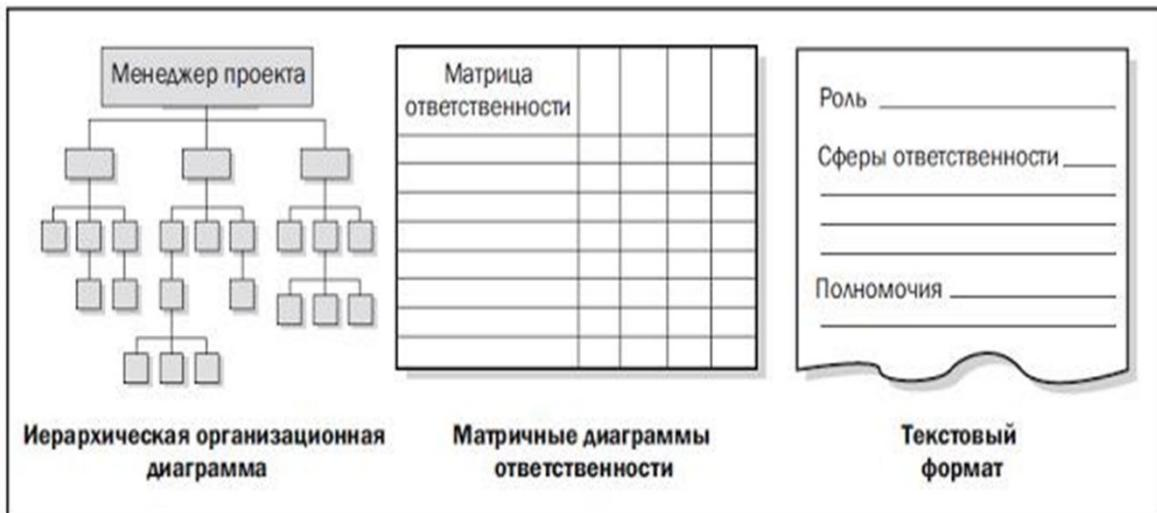 Менеджер проекта
Матрица
ответственности
Роль
Сферы ответственности
Полномочия
Иерархическая организационная
диаграмма
Матричные диаграммы
ответственности
Текстовый
формат